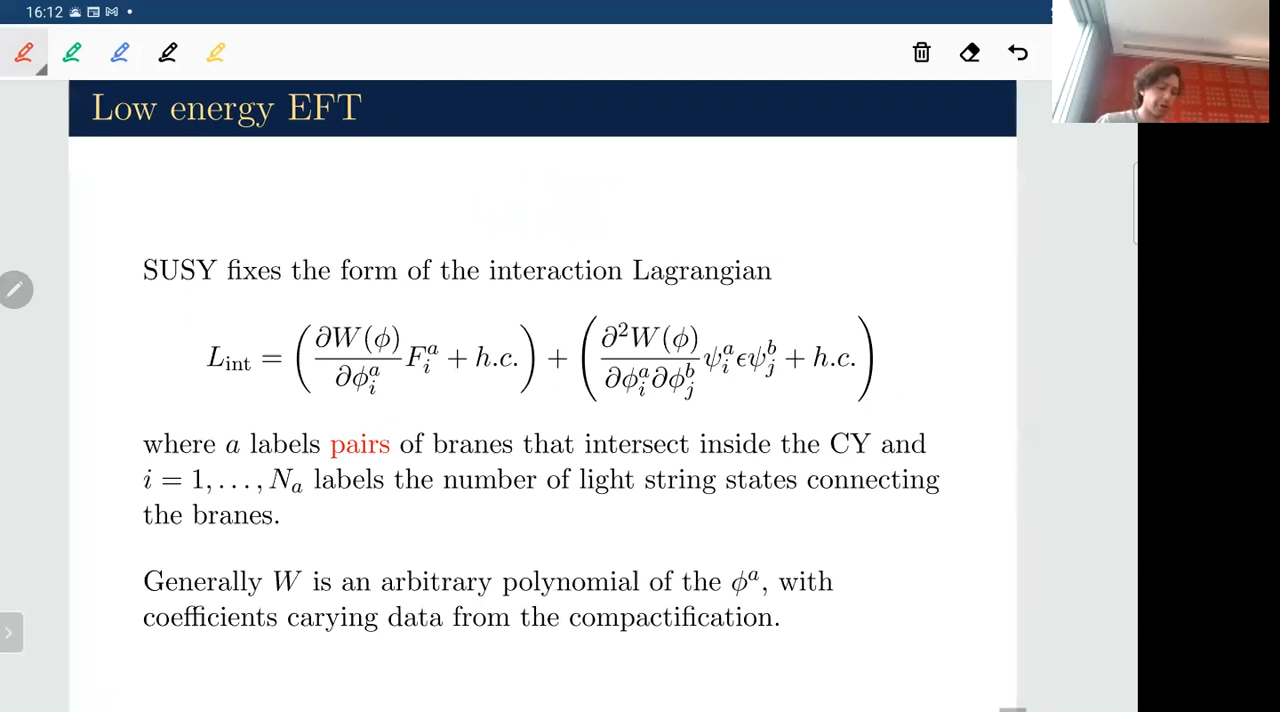 16:12
Low energy EFT
SUSY fixes the form of the interaction Lagrangian
L_int = (∂W(ϕ)/∂ϕ_i^a F_i^a + h.c.) + (∂²W(ϕ)/∂ϕ_i^a ∂ϕ_j^b ψ_i^a ϵ ψ_j^b + h.c.)
where a labels pairs of branes that intersect inside the CY and
i = 1, . . . , N_a labels the number of light string states connecting
the branes.
Generally W is an arbitrary polynomial of the ϕ^a, with
coefficients carrying data from the compactification.